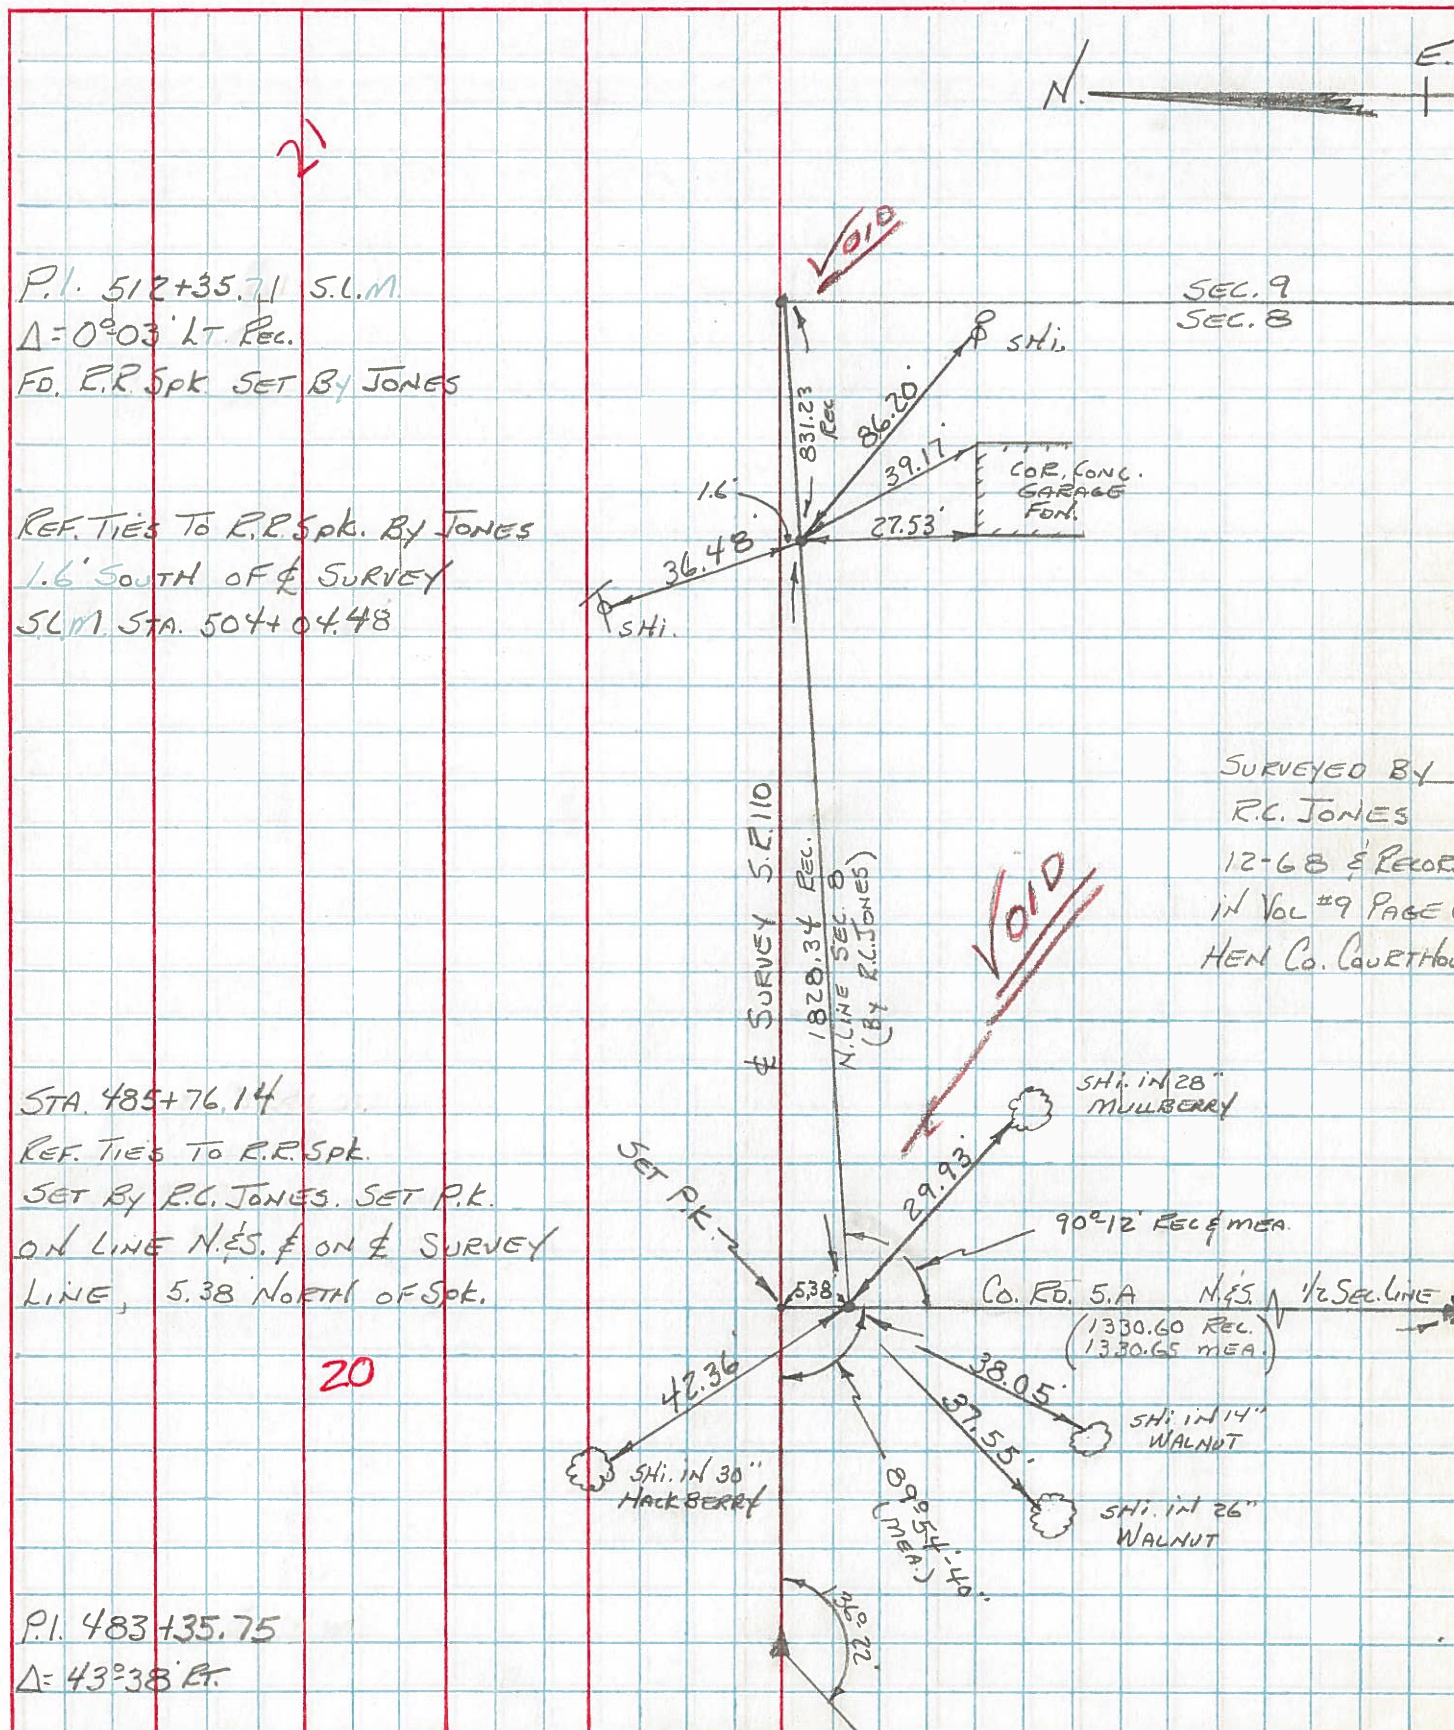 N.
E.
2
VOID
P.I. 512+35.71 S.L.M.
Δ=0°03' LT. REC.
FD. R.R. SPK SET BY JONES
SEC. 9
SEC. 8
SHi.
831.23
REC
86.20'
39.17'
COR. CONC.
GARAGE
FDN.
1.6'
27.53'
36.48'
SHi.
REF. TIES TO R.R. SPK. BY JONES
1.6' SOUTH OF ℄ SURVEY
S.L.M. STA. 504+04.48
℄ SURVEY S.R. 110
1828.34 REC.
N. LINE SEC. 8
(BY R.C. JONES)
SURVEYED BY
R.C. JONES
12-68 & RECOR
IN VOL #9 PAGE
HEN CO. COURTHOU
VOID
STA. 485+76.14
REF. TIES TO R.R. SPK.
SET BY R.C. JONES. SET P.K.
ON LINE N.&S. & ON ℄ SURVEY
LINE, 5.38' NORTH OF SPK.
SET P.K.
SHi. IN 28"
MULLBERRY
29.93'
90°-12' REC & MEA.
5.38'
CO. RD. 5.A N.&S. 1/2 SEC. LINE
(1330.60 REC.
1330.65 MEA.)
20
42.36'
38.05'
37.55'
SHi. IN 14"
WALNUT
SHi. IN 30"
HACKBERRY
SHi. IN 26"
WALNUT
89°54'-40"
(MEA.)
136°22'
P.I. 483+35.75
Δ= 43°38' RT.